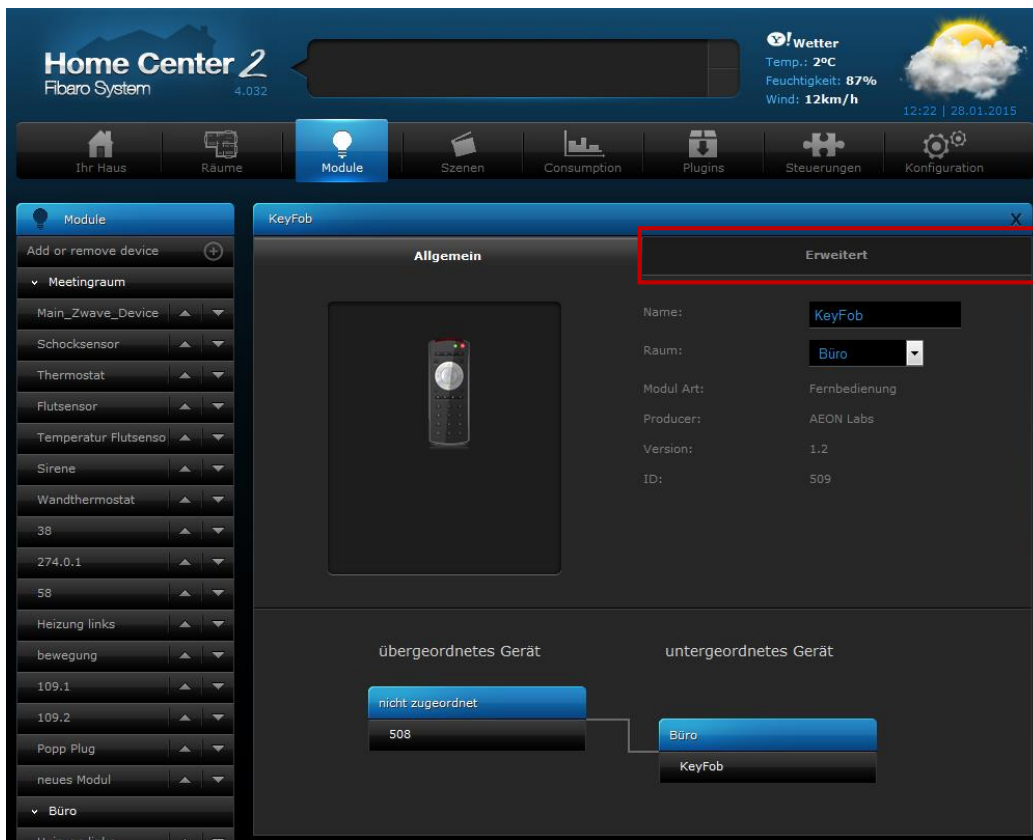 Home Center 2
Fibaro System
4.032
Y! Wetter
Temp.: 2ºC
Feuchtigkeit: 87%
Wind: 12km/h
12:22 | 28.01.2015
Ihr Haus
Räume
Module
Szenen
Consumption
Plugins
Steuerungen
Konfiguration
Module
Add or remove device
Meetingraum
Main_Zwave_Device
Schocksensor
Thermostat
Flutsensor
Temperatur Flutsenso
Sirene
Wandthermostat
38
274.0.1
58
Heizung links
bewegung
109.1
109.2
Popp Plug
neues Modul
Büro
KeyFob
X
Allgemein
Erweitert
Name: KeyFob
Raum: Büro
Modul Art: Fernbedienung
Producer: AEON Labs
Version: 1.2
ID: 509
übergeordnetes Gerät
untergeordnetes Gerät
nicht zugeordnet
508
Büro
KeyFob